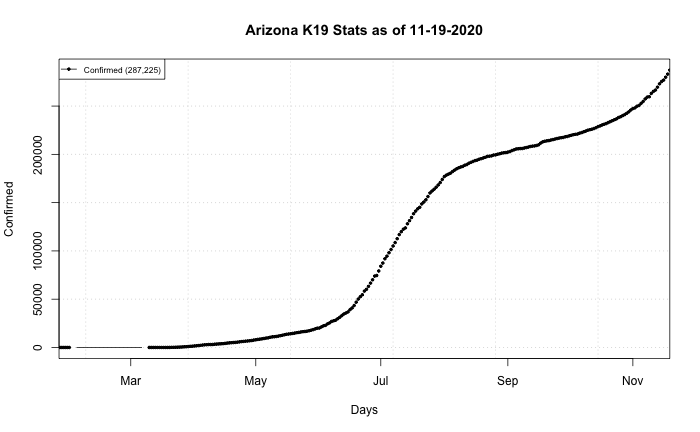 Arizona K19 Stats as of 11-19-2020
Confirmed (287,225)
200000
100000
50000
0
Confirmed
Mar May Jul Sep Nov
Days